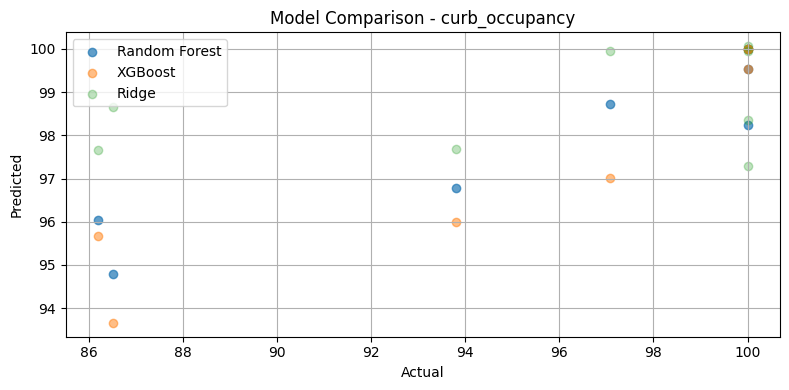 Model Comparison - curb_occupancy
Random Forest
XGBoost
Ridge
100
99
98
97
96
95
94
Predicted
86
88
90
92
94
96
98
100
Actual